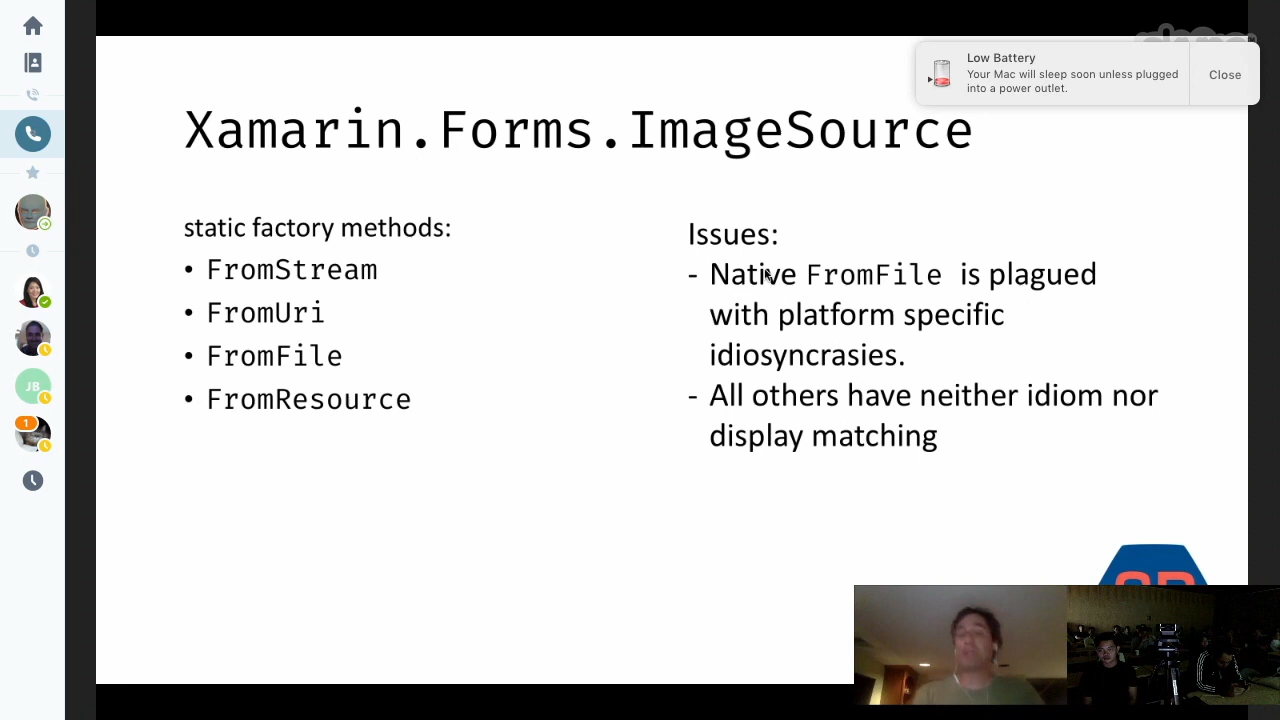 Low Battery
Your Mac will sleep soon unless plugged
into a power outlet.
Close
Xamarin.Forms.ImageSource
static factory methods:
• FromStream
• FromUri
• FromFile
• FromResource
Issues:
- Native FromFile is plagued
with platform specific
idiosyncrasies.
- All others have neither idiom nor
display matching
JB
1